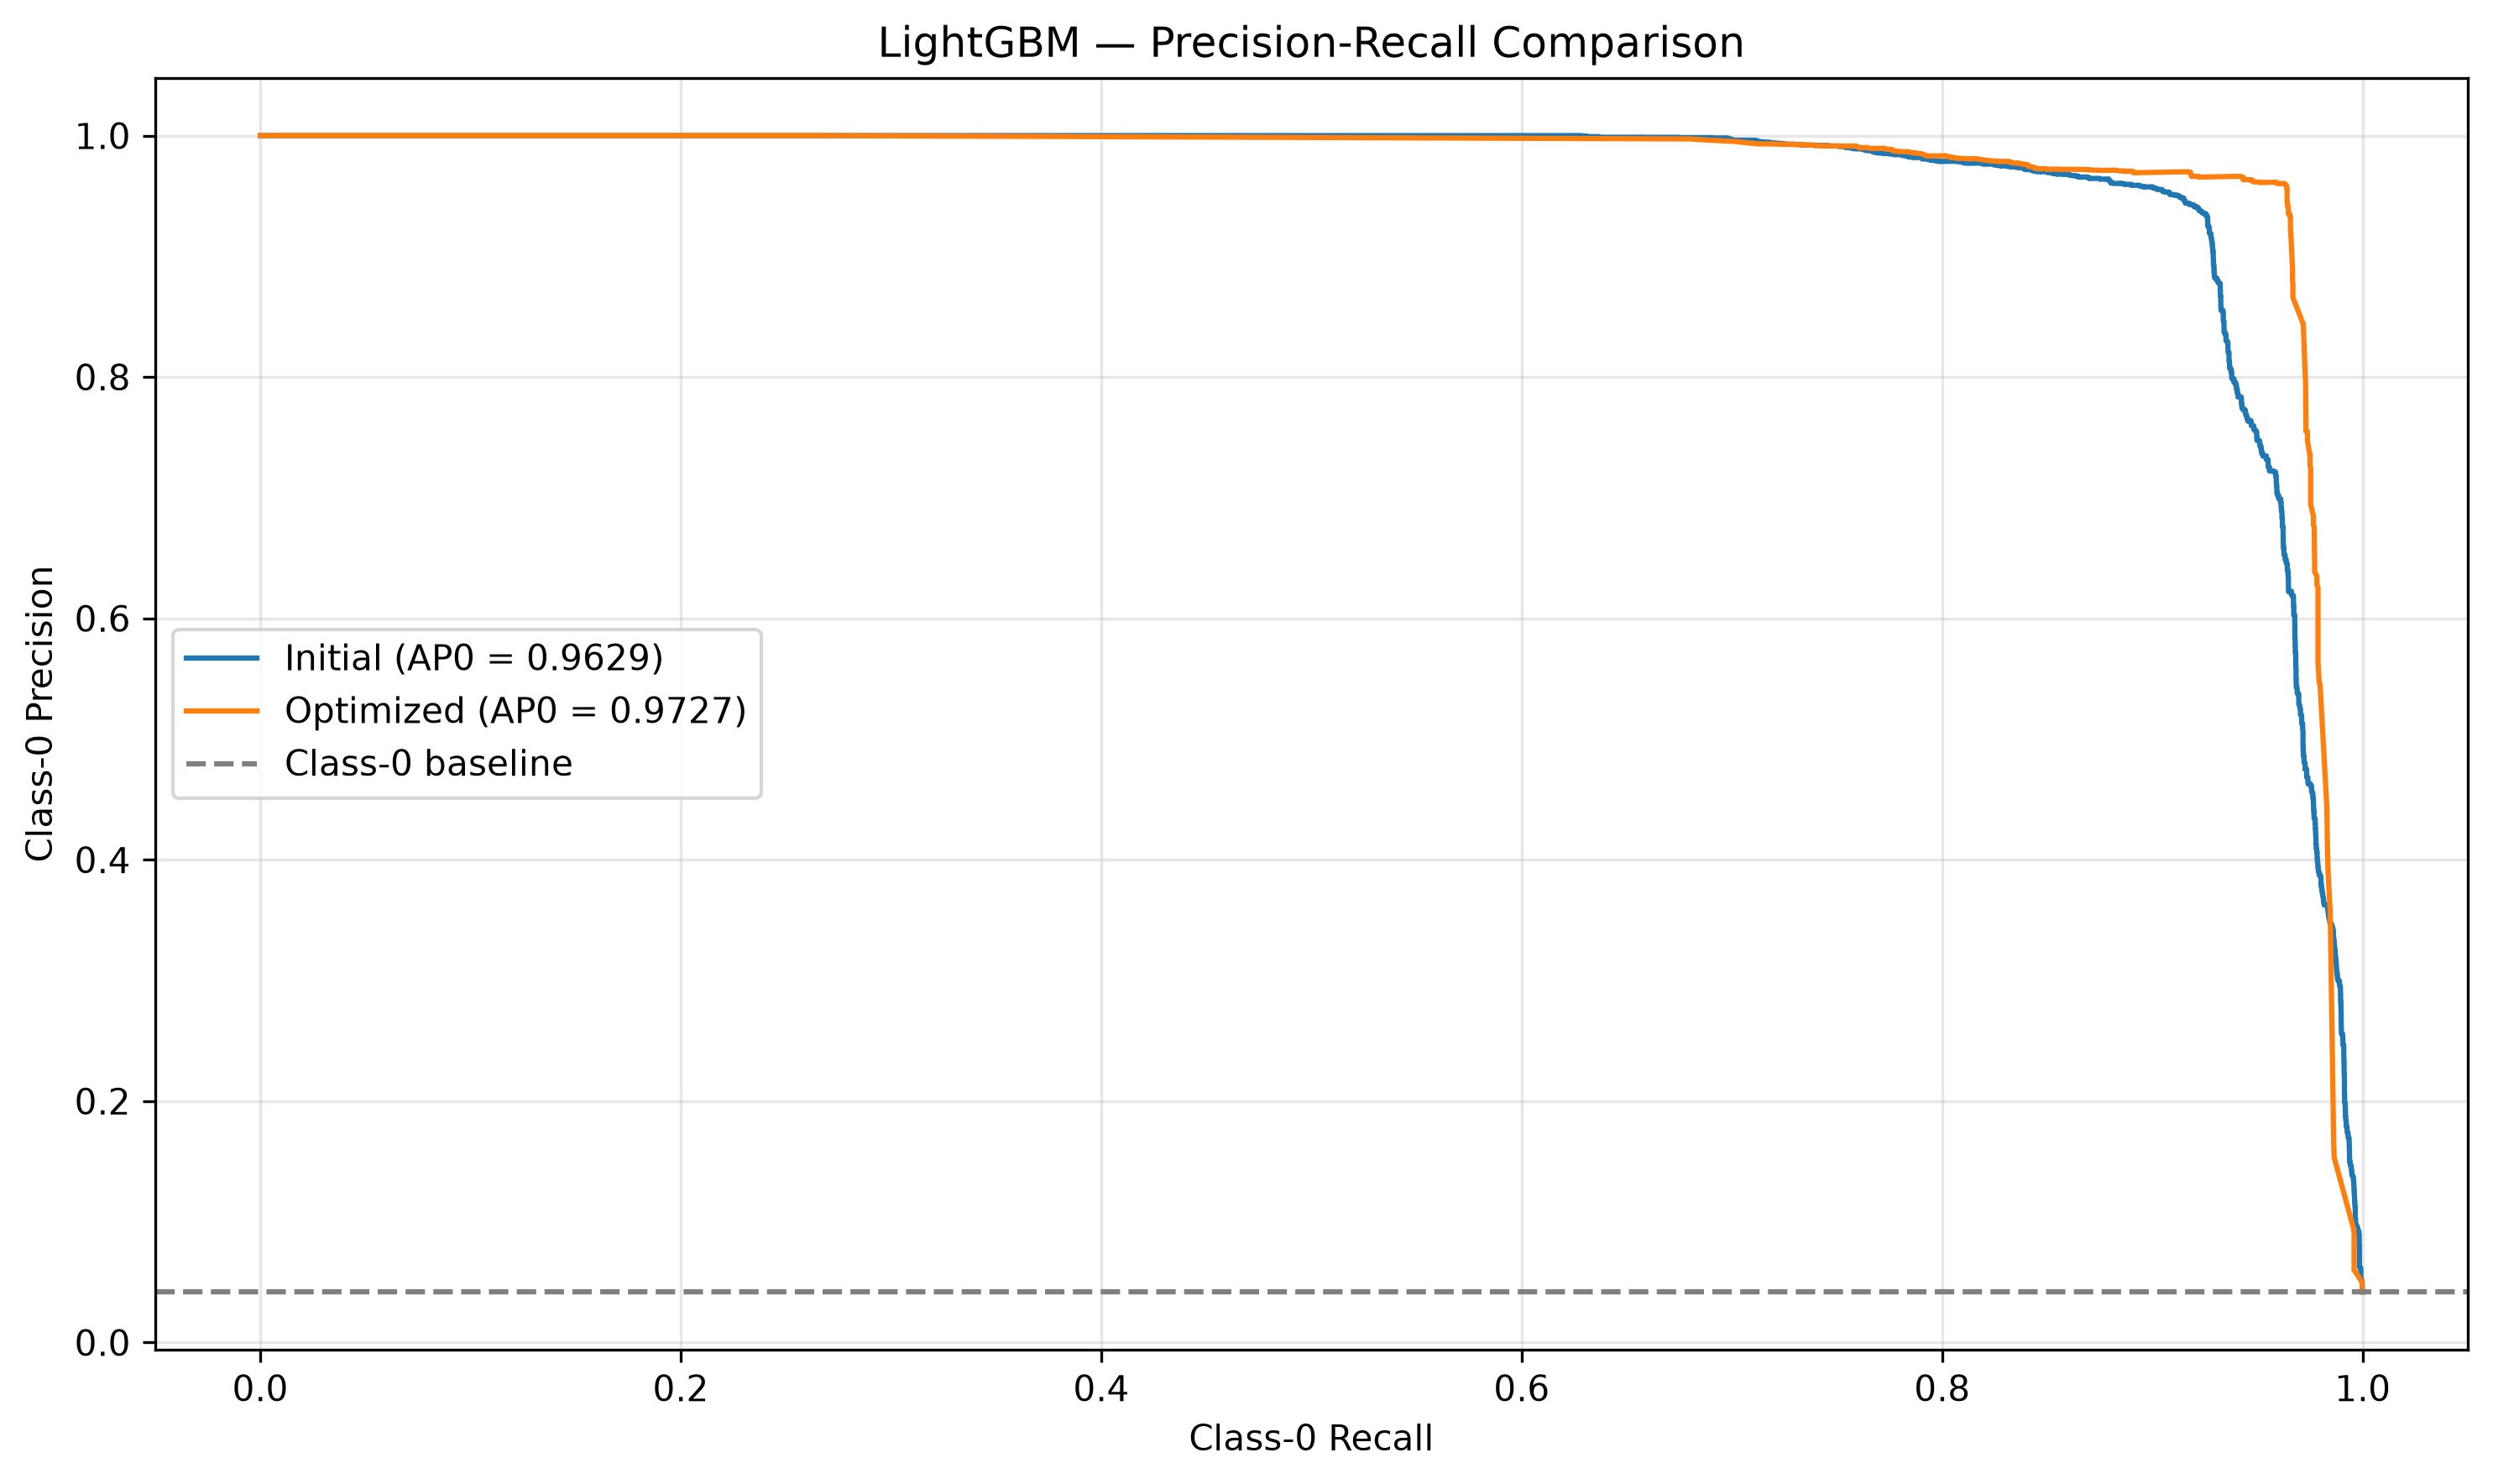 LightGBM — Precision-Recall Comparison
Class-0 Precision
1.0
0.8
0.6
0.4
0.2
0.0
Initial (AP0 = 0.9629)
Optimized (AP0 = 0.9727)
Class-0 baseline
0.0 0.2 0.4 0.6 0.8 1.0
Class-0 Recall